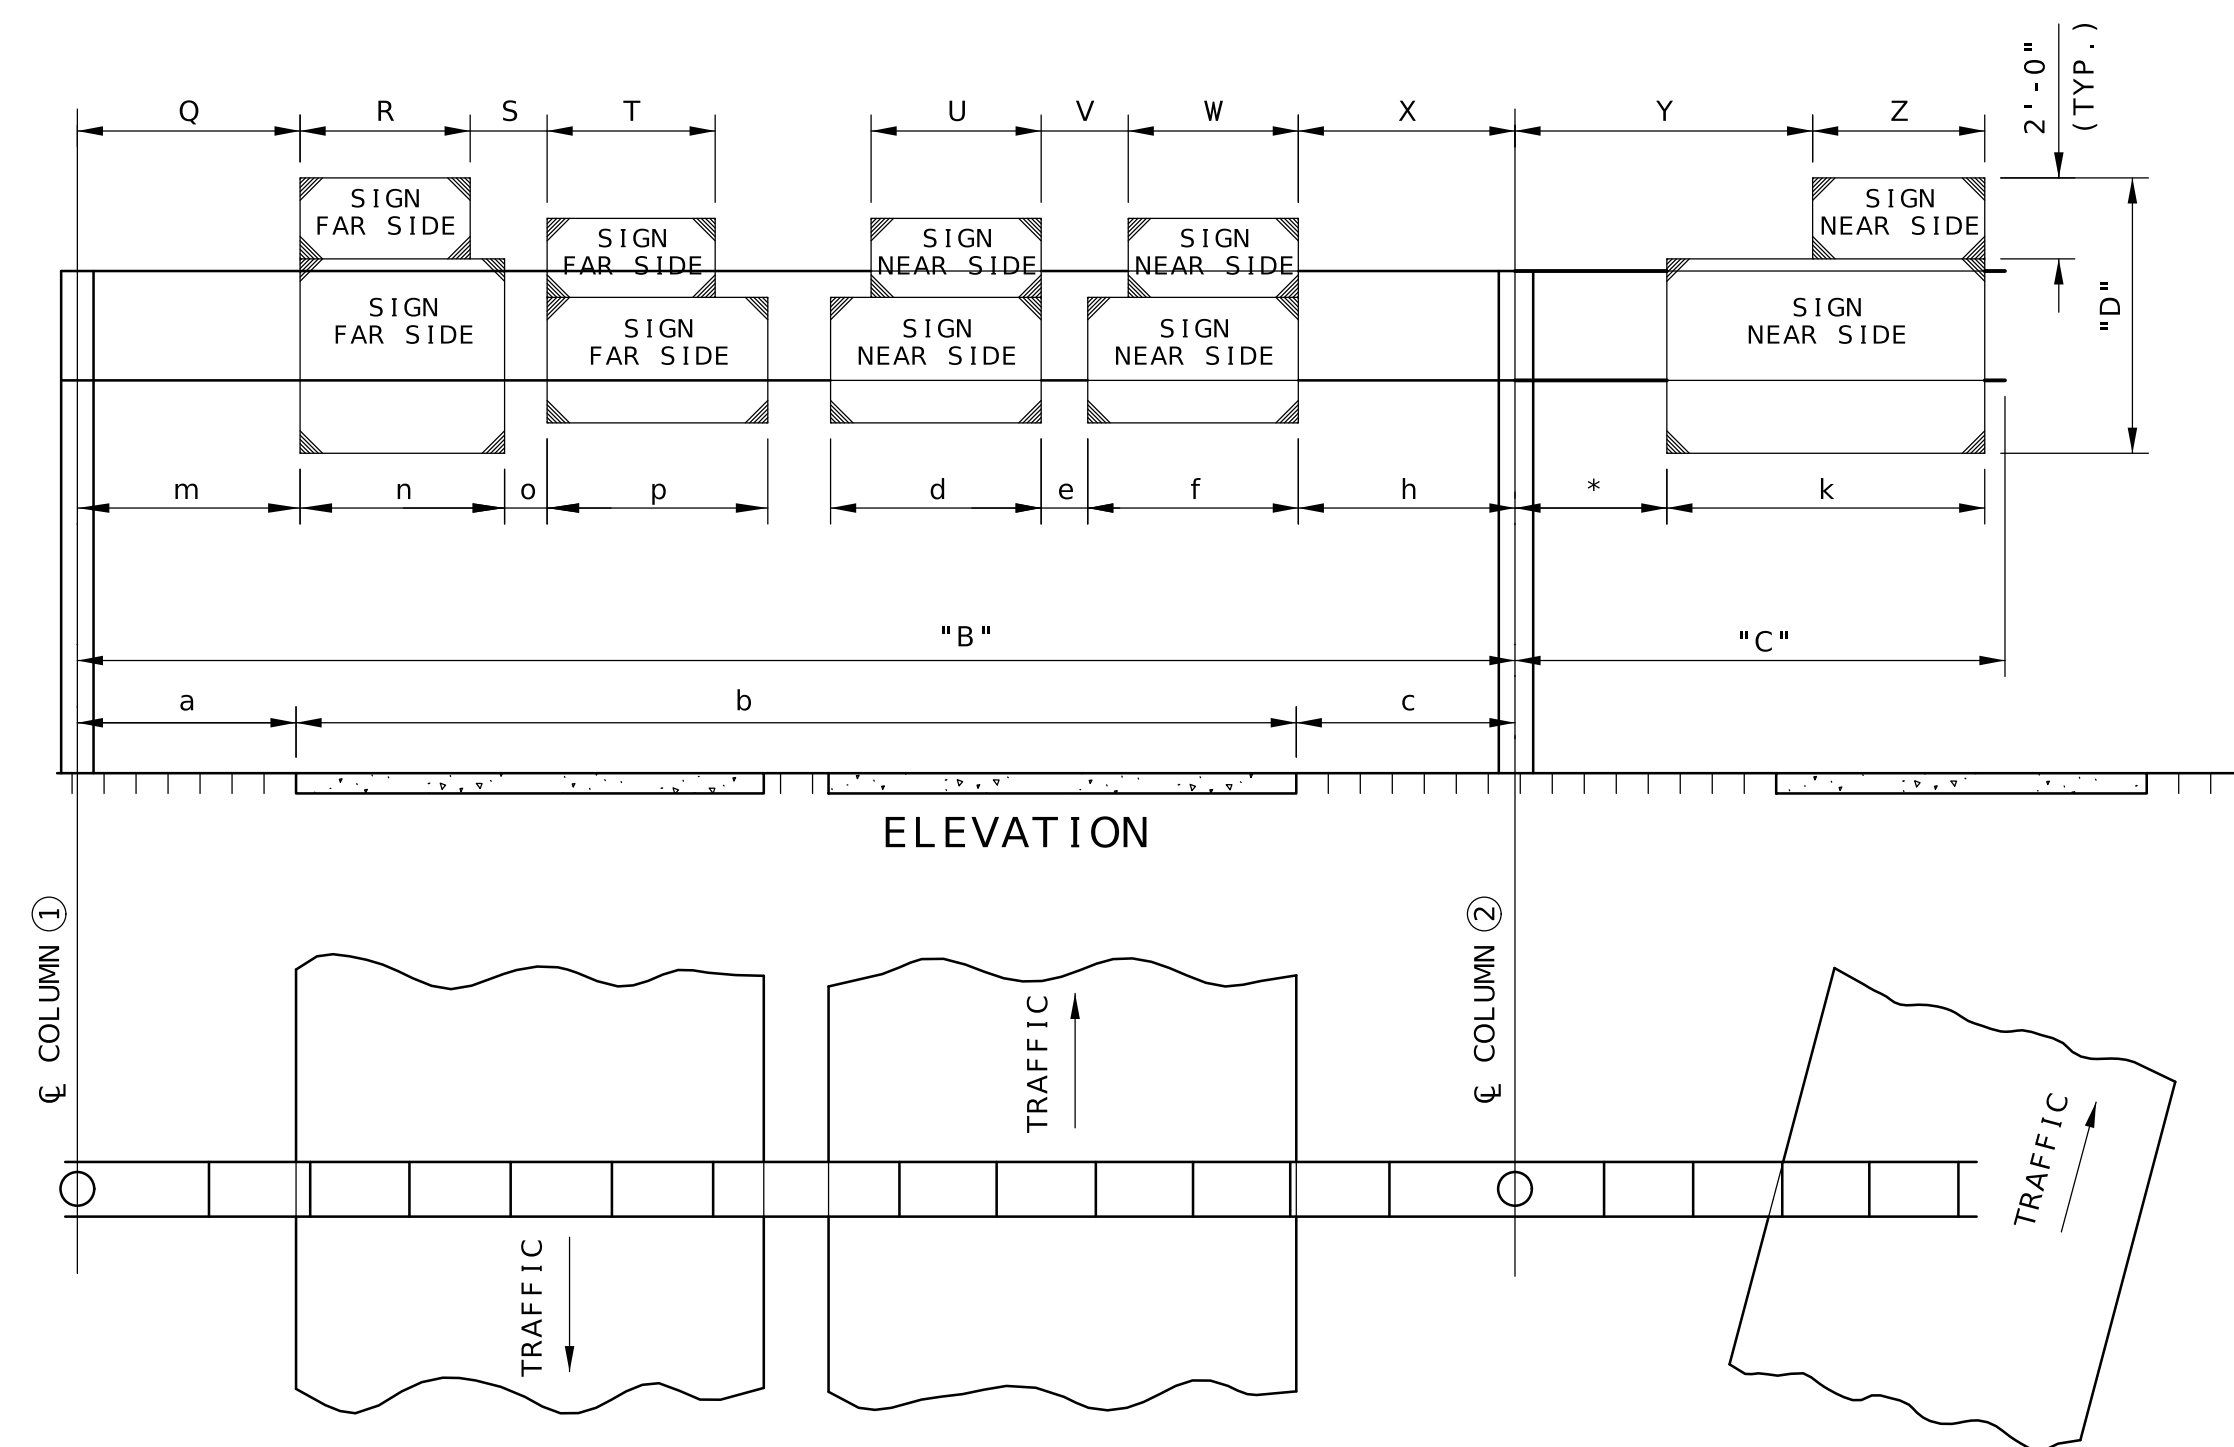 2'-0"
(TYP.)
Q R S T U V W X Y Z
SIGN
FAR SIDE
SIGN
NEAR SIDE
SIGN
FAR SIDE
SIGN
NEAR SIDE
SIGN
NEAR SIDE
SIGN
FAR SIDE
SIGN
NEAR SIDE
SIGN
FAR SIDE
SIGN
NEAR SIDE
SIGN
NEAR SIDE
"D"
m n o p d e f h * k
"B"
"C"
a b c
ELEVATION
℄ COLUMN ①
℄ COLUMN ②
TRAFFIC
TRAFFIC
TRAFFIC